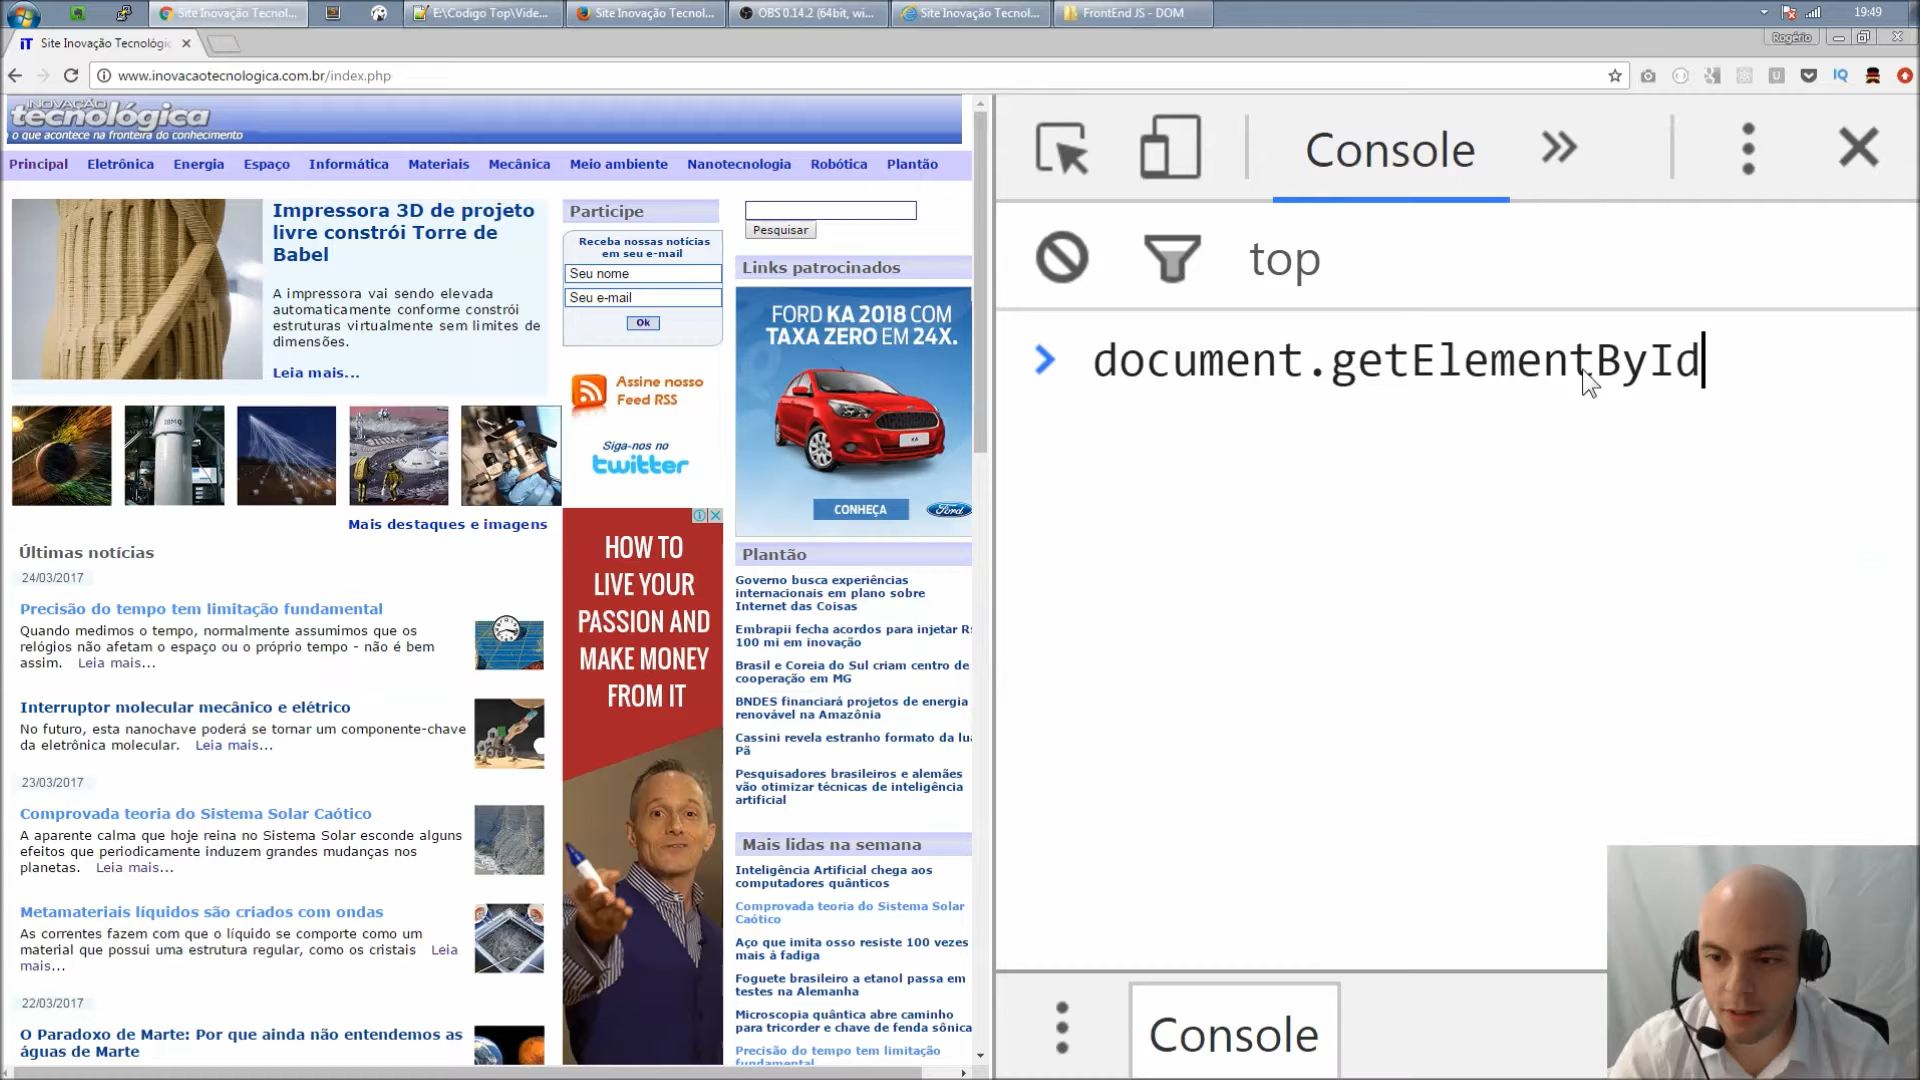 Site Inovação Tecnol...
E:\Codigo Top\Vide...
Site Inovação Tecnol...
OBS 0.14.2 (64bit, wi...
Site Inovação Tecnol...
FrontEnd JS - DOM
19:49
iT Site Inovação Tecnológic
Rogério
www.inovacaotecnologica.com.br/index.php
IQ
INOVAÇÃO
tecnológica
o que acontece na fronteira do conhecimento
Principal Eletrônica Energia Espaço Informática Materiais Mecânica Meio ambiente Nanotecnologia Robótica Plantão
Impressora 3D de projeto
livre constrói Torre de
Babel
A impressora vai sendo elevada
automaticamente conforme constrói
estruturas virtualmente sem limites de
dimensões.
Leia mais...
Mais destaques e imagens
Últimas notícias
24/03/2017
Precisão do tempo tem limitação fundamental
Quando medimos o tempo, normalmente assumimos que os
relógios não afetam o espaço ou o próprio tempo - não é bem
assim. Leia mais...
Interruptor molecular mecânico e elétrico
No futuro, esta nanochave poderá se tornar um componente-chave
da eletrônica molecular. Leia mais...
23/03/2017
Comprovada teoria do Sistema Solar Caótico
A aparente calma que hoje reina no Sistema Solar esconde alguns
efeitos que periodicamente induzem grandes mudanças nos
planetas. Leia mais...
Metamateriais líquidos são criados com ondas
As correntes fazem com que o líquido se comporte como um
material que possui uma estrutura regular, como os cristais Leia
mais...
22/03/2017
O Paradoxo de Marte: Por que ainda não entendemos as
águas de Marte
Participe
Receba nossas notícias
em seu e-mail
Seu nome
Seu e-mail
Ok
Assine nosso
Feed RSS
Siga-nos no
twitter
HOW TO
LIVE YOUR
PASSION AND
MAKE MONEY
FROM IT
Pesquisar
Links patrocinados
FORD KA 2018 COM
TAXA ZERO EM 24X.
KA
CONHEÇA
Ford
Plantão
Governo busca experiências
internacionais em plano sobre
Internet das Coisas
Embrapii fecha acordos para injetar R$
100 mi em inovação
Brasil e Coreia do Sul criam centro de
cooperação em MG
BNDES financiará projetos de energia
renovável na Amazônia
Cassini revela estranho formato da lua
Pã
Pesquisadores brasileiros e alemães
vão otimizar técnicas de inteligência
artificial
Mais lidas na semana
Inteligência Artificial chega aos
computadores quânticos
Comprovada teoria do Sistema Solar
Caótico
Aço que imita osso resiste 100 vezes
mais à fadiga
Foguete brasileiro a etanol passa em
testes na Alemanha
Microscopia quântica abre caminho
para tricorder e chave de fenda sônica
Precisão do tempo tem limitação
fundamental
Console
top
document.getElementById
Console